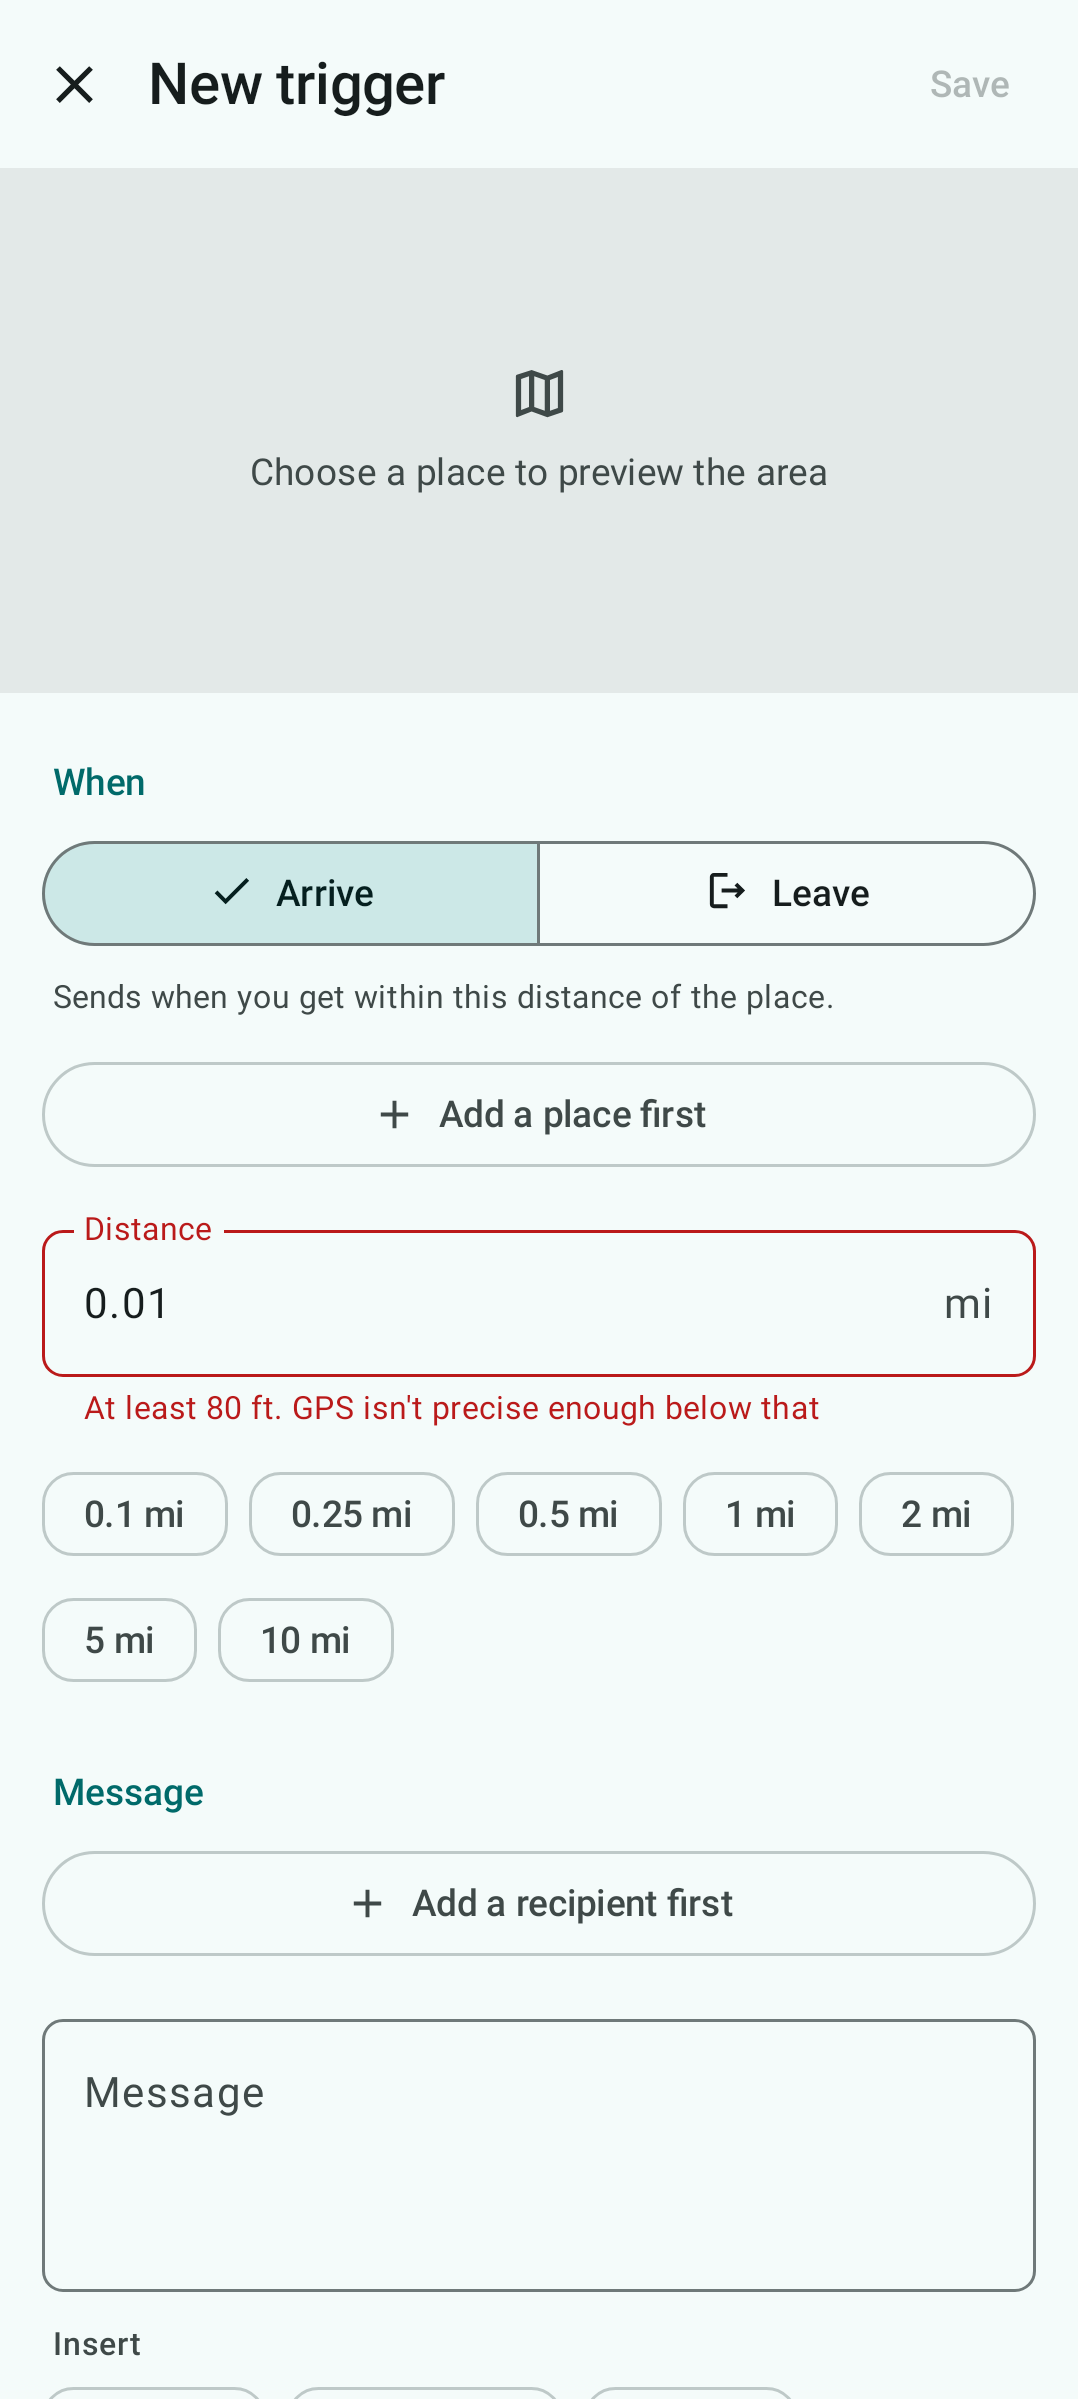 New trigger
Save
Choose a place to preview the area
When
Arrive
Leave
Sends when you get within this distance of the place.
Add a place first
Distance
0.01
mi
At least 80 ft. GPS isn't precise enough below that
0.1 mi
0.25 mi
0.5 mi
1 mi
2 mi
5 mi
10 mi
Message
Add a recipient first
Message
Insert